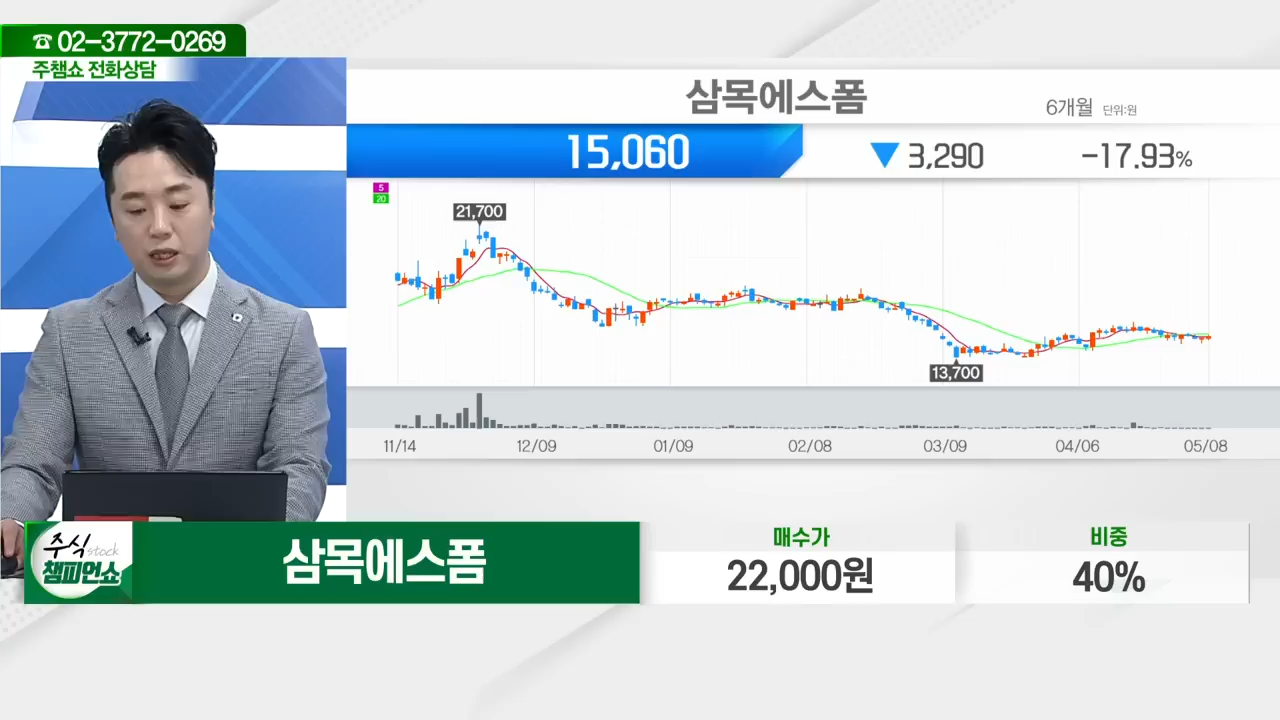 ☎ 02-3772-0269
주챔쇼 전화상담
삼목에스폼
6개월 단위:원
15,060 ▼ 3,290 -17.93%
5
20
21,700
13,700
11/14 12/09 01/09 02/08 03/09 04/06 05/08
주식 stock
챔피언쇼
삼목에스폼
매수가
22,000원
비중
40%